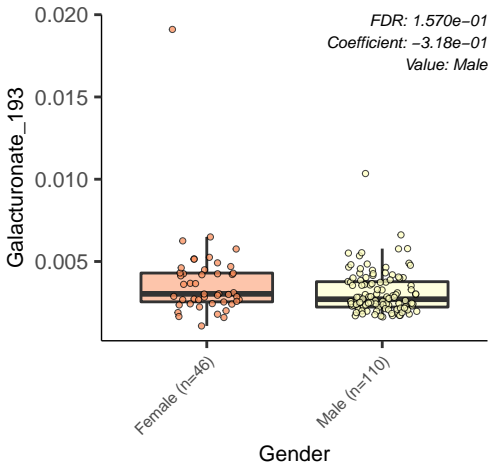 FDR: 1.570e−01
Coefficient: −3.18e−01
Value: Male
0.020
0.015
0.010
0.005
Galacturonate_193
Female (n=46)
Male (n=110)
Gender